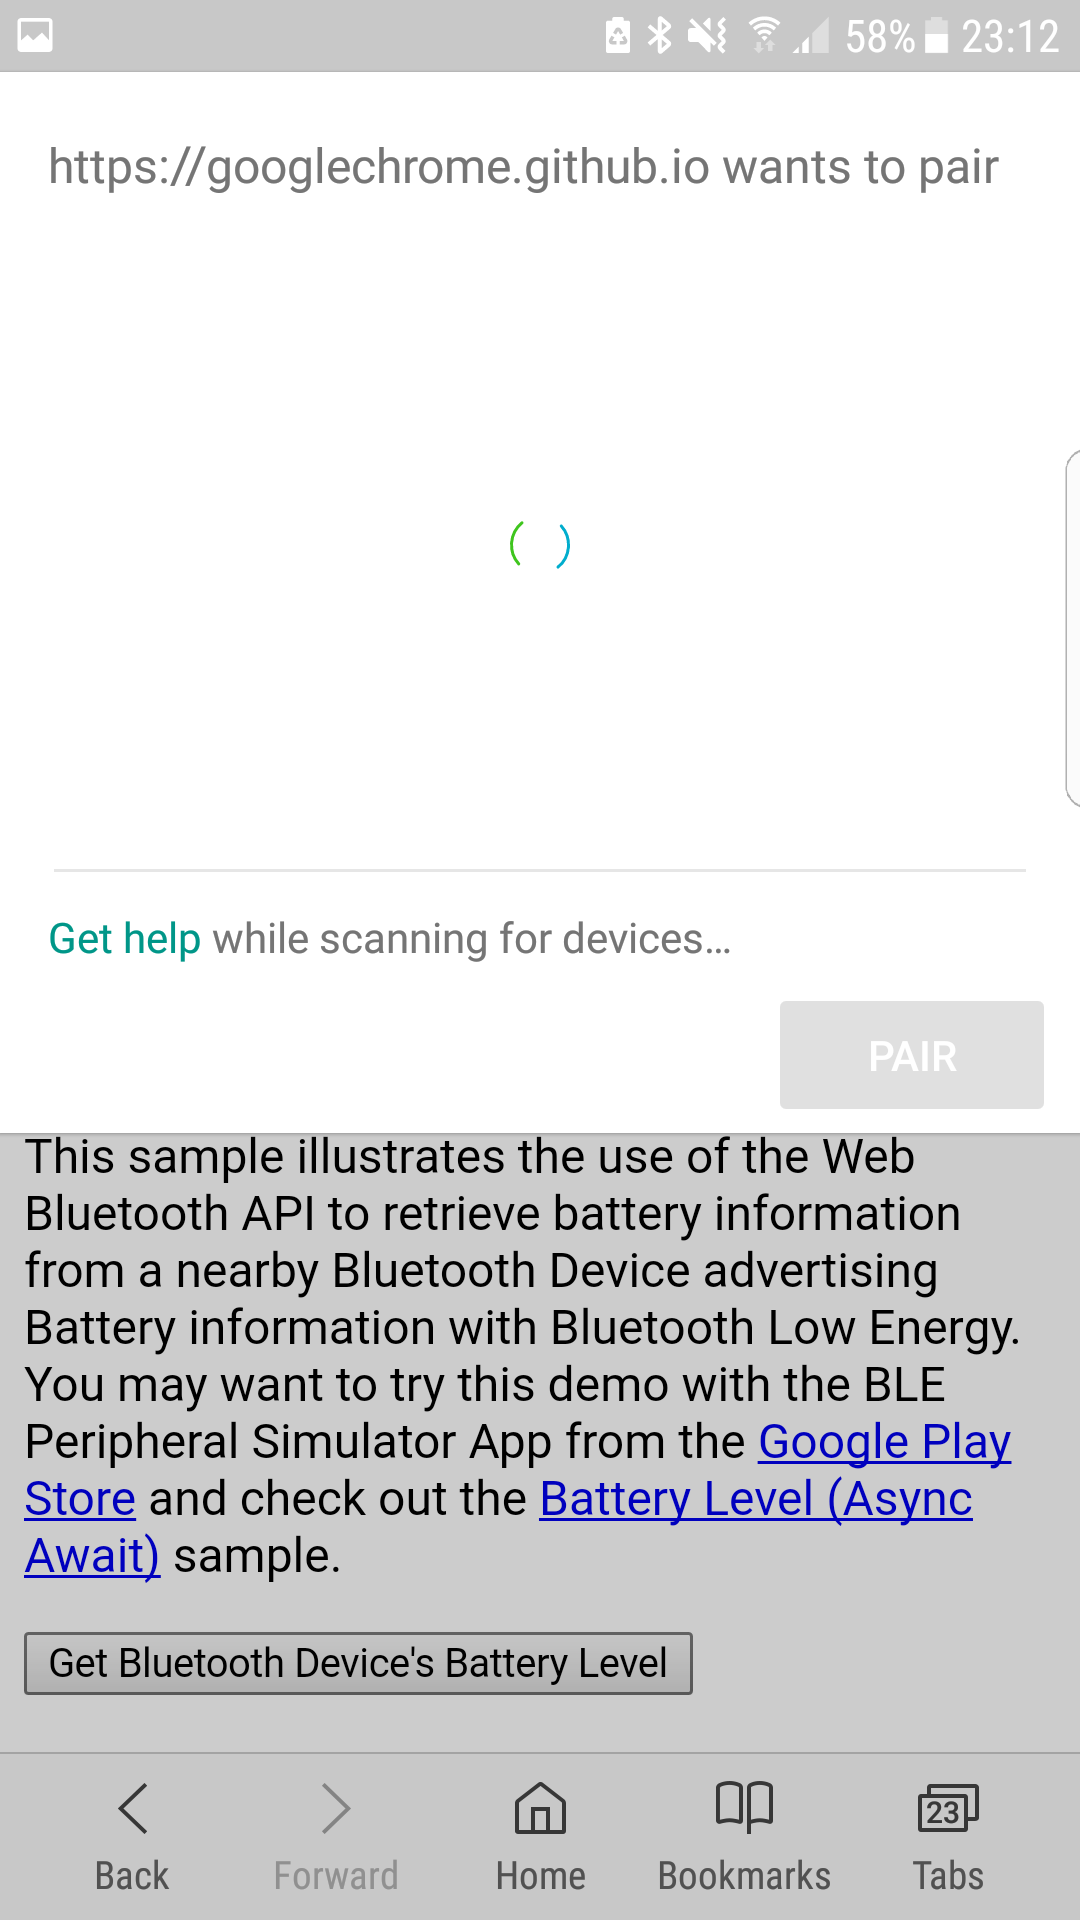 58% 23:12
https://googlechrome.github.io wants to pair
Get help while scanning for devices...
PAIR
This sample illustrates the use of the Web
Bluetooth API to retrieve battery information
from a nearby Bluetooth Device advertising
Battery information with Bluetooth Low Energy.
You may want to try this demo with the BLE
Peripheral Simulator App from the Google Play
Store and check out the Battery Level (Async
Await) sample.
Get Bluetooth Device's Battery Level
23
Back Forward Home Bookmarks Tabs